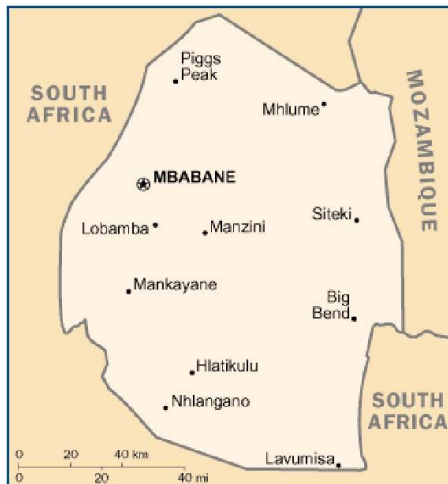 Piggs
Peak
SOUTH
AFRICA
Mhlume
MOZAMBIQUE
MBABANE
Lobamba
Manzini
Siteki
Mankayane
Big
Bend
Hlatikulu
Nhlangano
SOUTH
AFRICA
Lavumisa
0 20 40 km
0 20 40 mi